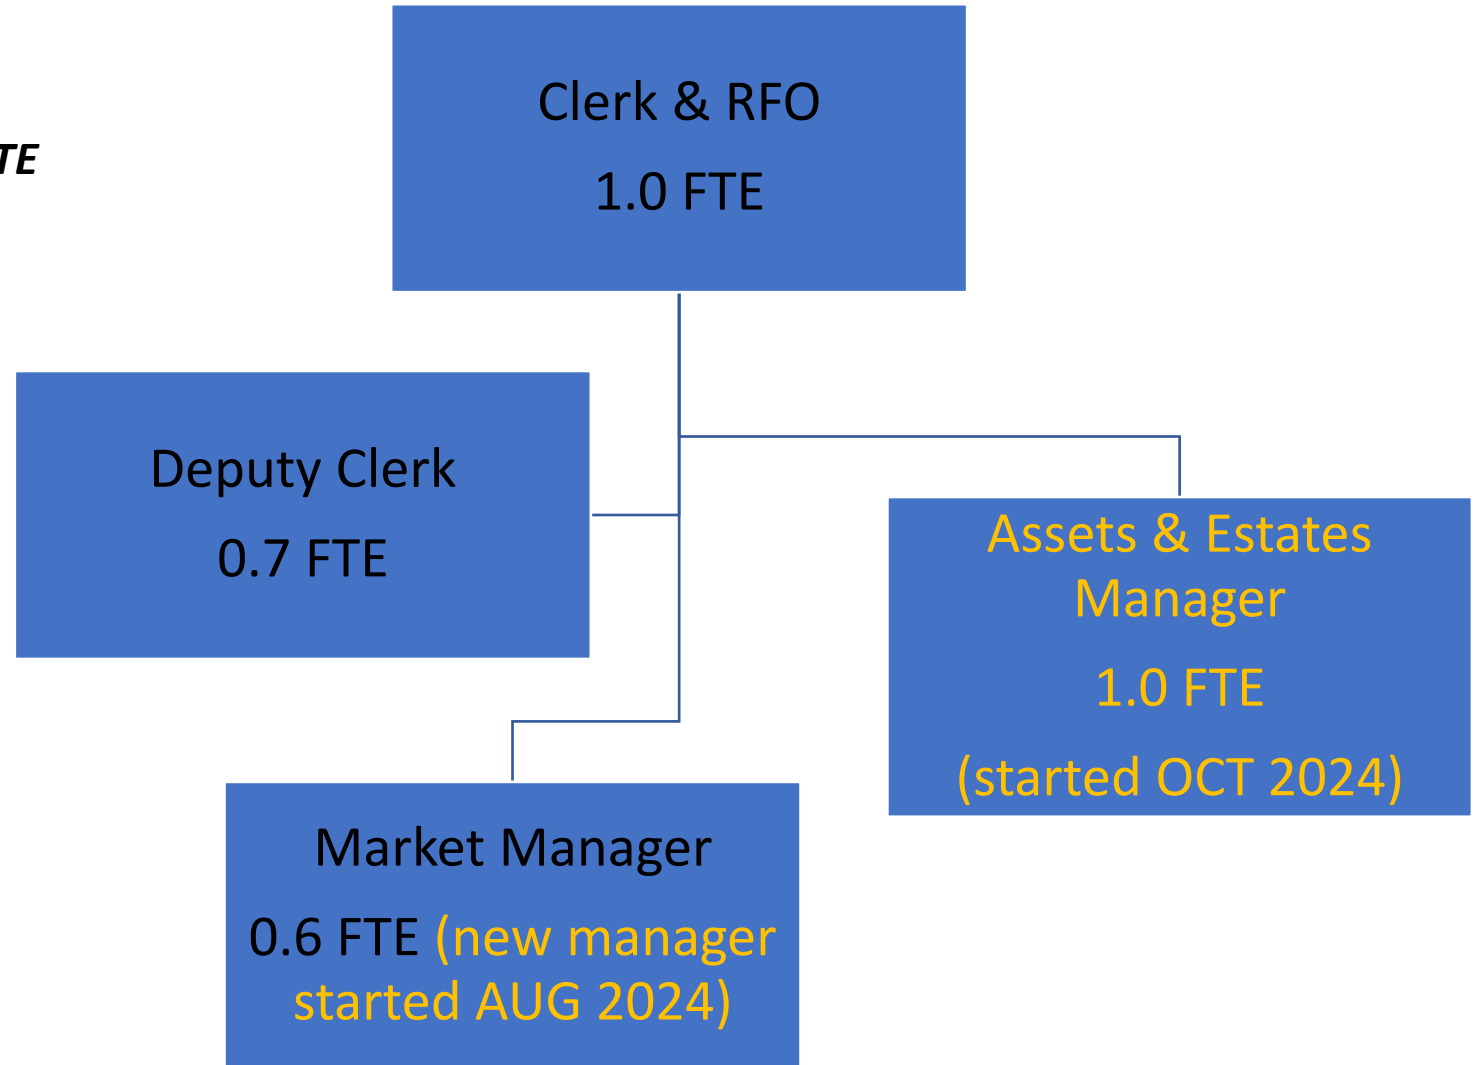 Clerk & RFO
1.0 FTE
TE
Deputy Clerk
0.7 FTE
Assets & Estates
Manager
1.0 FTE
(started OCT 2024)
Market Manager
0.6 FTE (new manager
started AUG 2024)